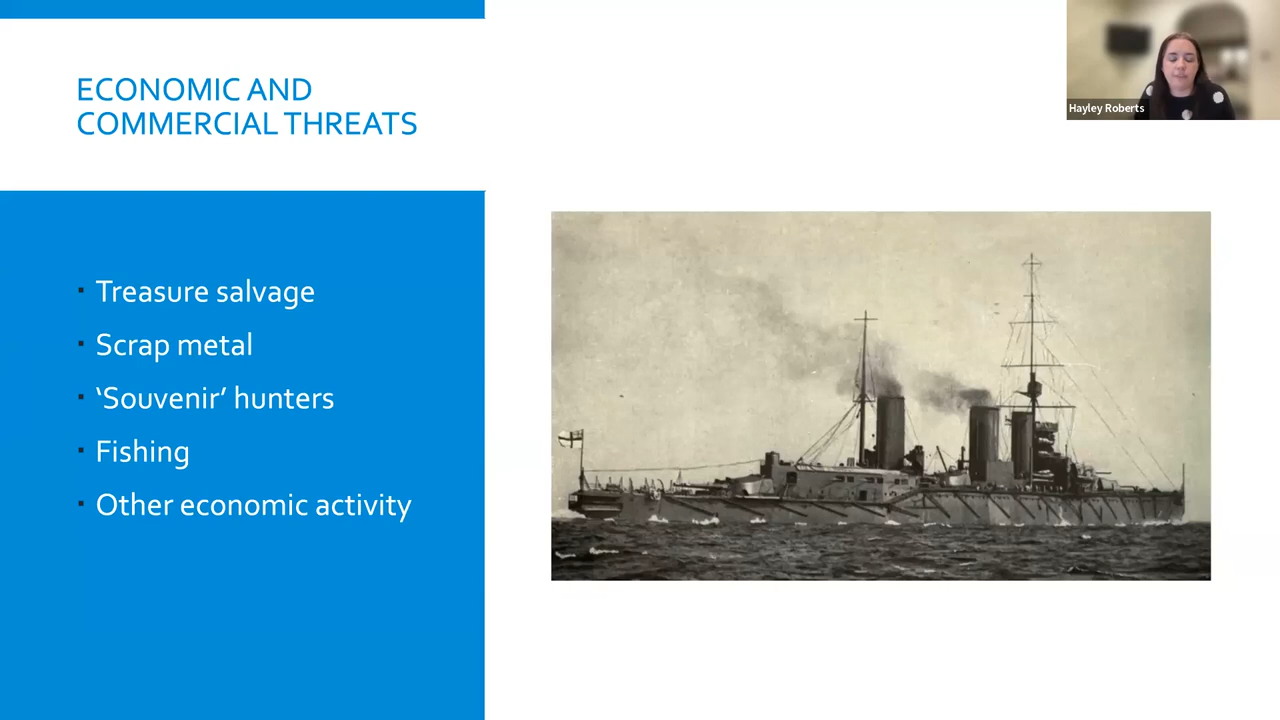 ECONOMIC AND
COMMERCIAL THREATS
Hayley Roberts
▪ Treasure salvage
▪ Scrap metal
▪ ‘Souvenir’ hunters
▪ Fishing
▪ Other economic activity